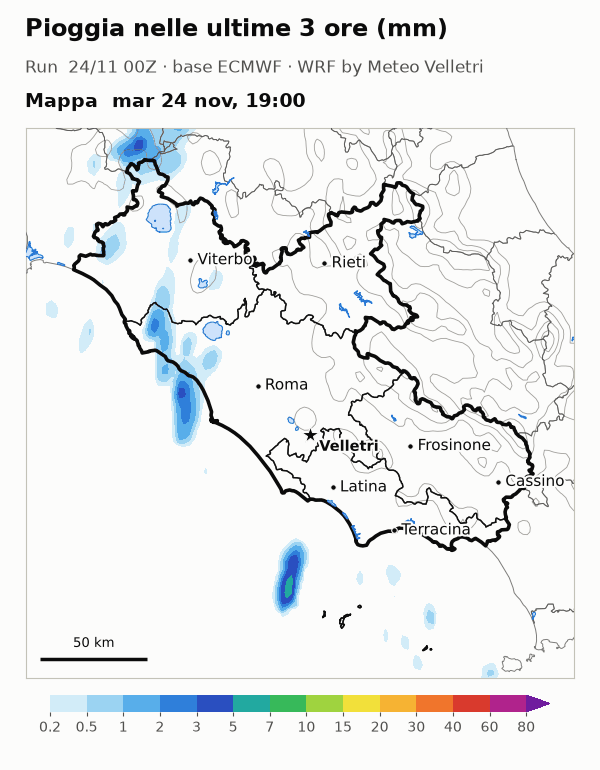 Pioggia nelle ultime 3 ore (mm)
Run  24/11 00Z · base ECMWF · WRF by Meteo Velletri
Mappa  mar 24 nov, 19:00
Viterbo
Rieti
Roma
Velletri
Frosinone
Latina
Cassino
Terracina
50 km
0.2 0.5 1 2 3 5 7 10 15 20 30 40 60 80